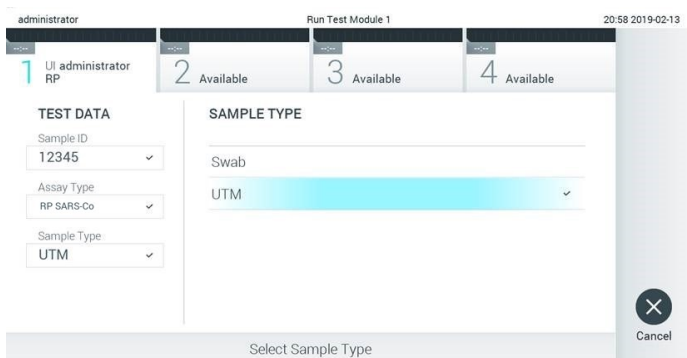 administrator
Run Test Module 1
20:58 2019-02-13
--:--
--:--
--:--
--:--
1 UI administrator
RP
2 Available
3 Available
4 Available
TEST DATA
Sample ID
12345
Assay Type
RP SARS-Co
Sample Type
UTM
SAMPLE TYPE
Swab
UTM
Cancel
Select Sample Type